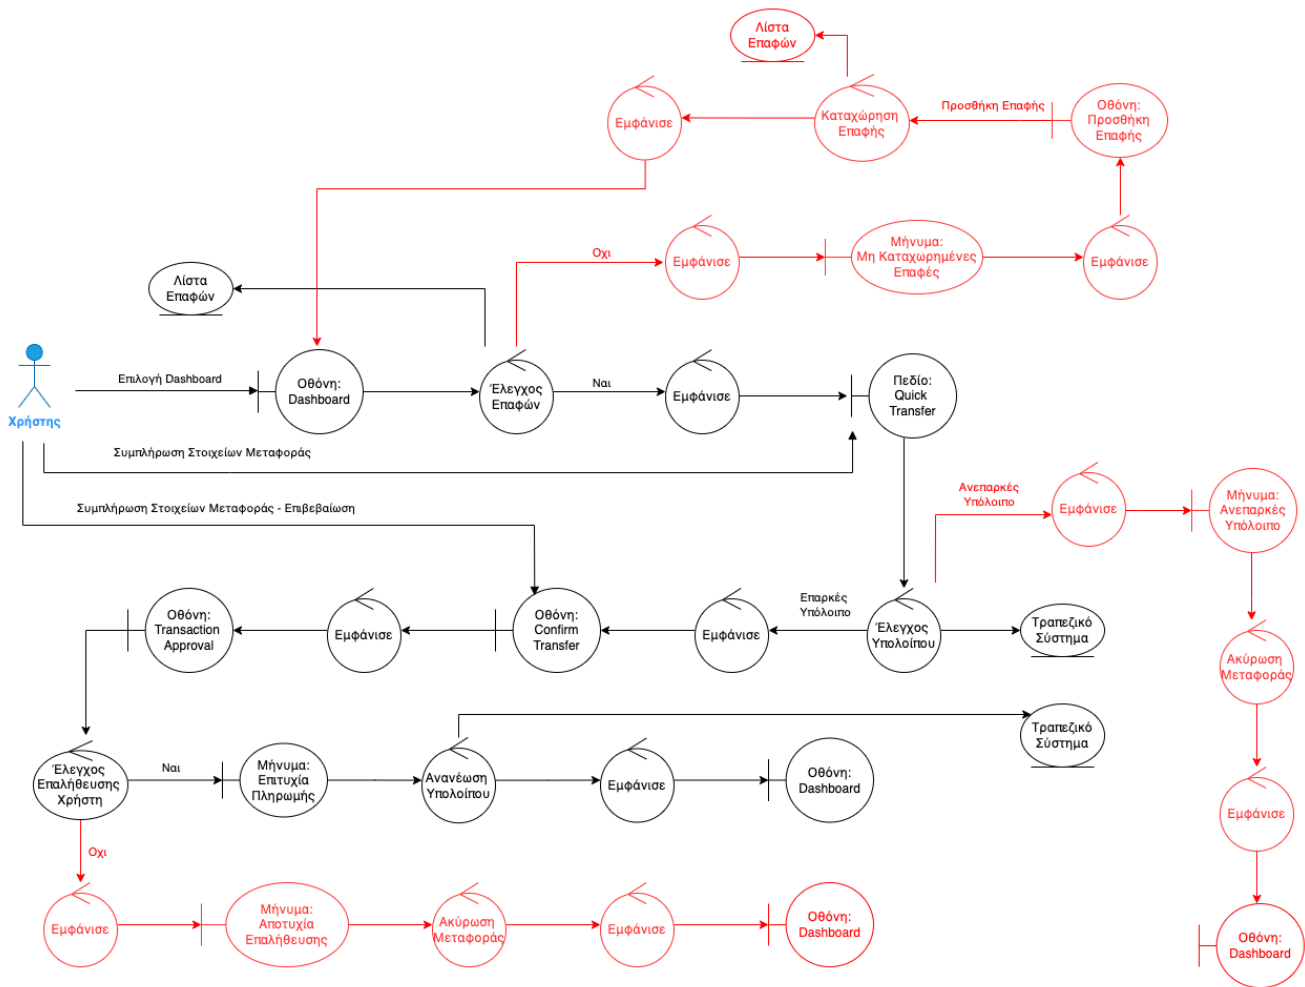 Λίστα
Επαφών
Εμφάνισε
Καταχώρηση
Επαφής
Προσθήκη Επαφής
Οθόνη:
Προσθήκη
Επαφής
Οχι
Εμφάνισε
Μήνυμα:
Μη Καταχωρημένες
Επαφές
Εμφάνισε
Λίστα
Επαφών
Χρήστης
Επιλογή Dashboard
Οθόνη:
Dashboard
Έλεγχος
Επαφών
Ναι
Εμφάνισε
Πεδίο:
Quick
Transfer
Συμπλήρωση Στοιχείων Μεταφοράς
Συμπλήρωση Στοιχείων Μεταφοράς - Επιβεβαίωση
Ανεπαρκές
Υπόλοιπο
Εμφάνισε
Μήνυμα:
Ανεπαρκές
Υπόλοιπο
Οθόνη:
Transaction
Approval
Εμφάνισε
Οθόνη:
Confirm
Transfer
Εμφάνισε
Επαρκές
Υπόλοιπο
Έλεγχος
Υπολοίπου
Τραπεζικό
Σύστημα
Ακύρωση
Μεταφοράς
Έλεγχος
Επαλήθευσης
Χρήστη
Ναι
Μήνυμα:
Επιτυχία
Πληρωμής
Ανανέωση
Υπολοίπου
Εμφάνισε
Οθόνη:
Dashboard
Τραπεζικό
Σύστημα
Εμφάνισε
Οχι
Εμφάνισε
Μήνυμα:
Αποτυχία
Επαλήθευσης
Ακύρωση
Μεταφοράς
Εμφάνισε
Οθόνη:
Dashboard
Οθόνη:
Dashboard